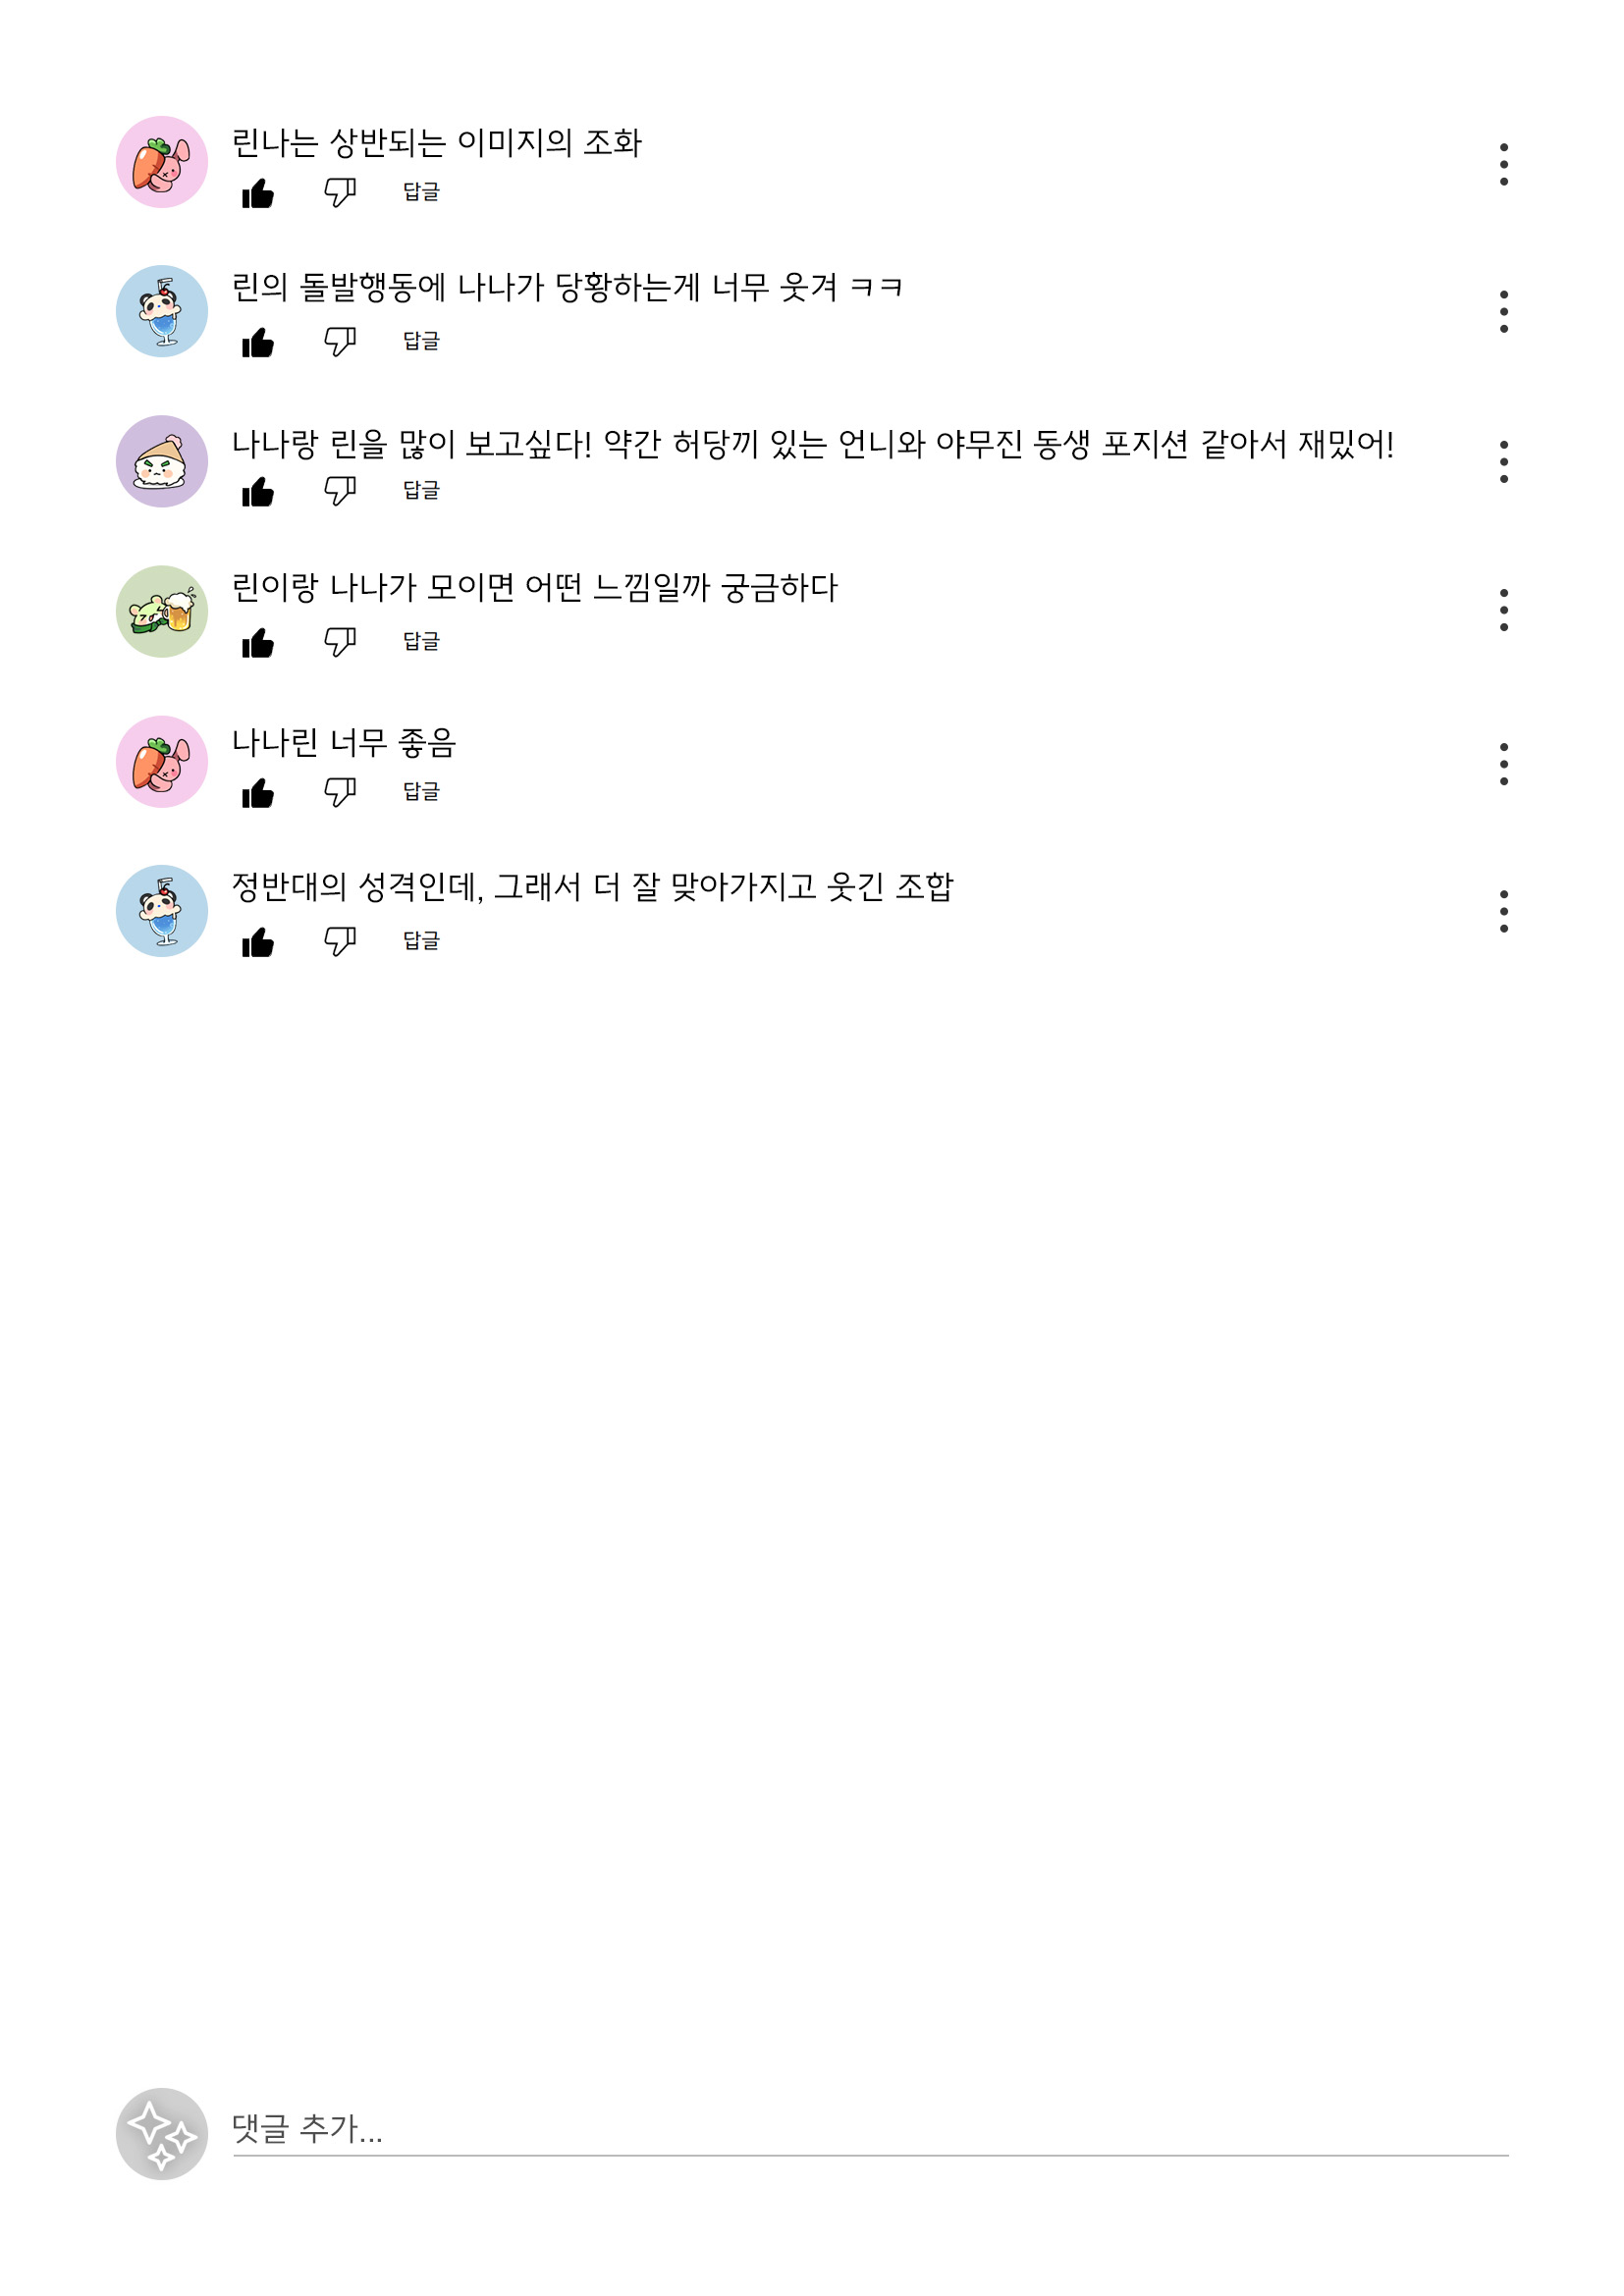 린나는 상반되는 이미지의 조화
답글
린의 돌발행동에 나나가 당황하는게 너무 웃겨 ㅋㅋ
답글
나나랑 린을 많이 보고싶다! 약간 허당끼 있는 언니와 야무진 동생 포지션 같아서 재밌어!
답글
린이랑 나나가 모이면 어떤 느낌일까 궁금하다
답글
나나린 너무 좋음
답글
정반대의 성격인데, 그래서 더 잘 맞아가지고 웃긴 조합
답글
댓글 추가...